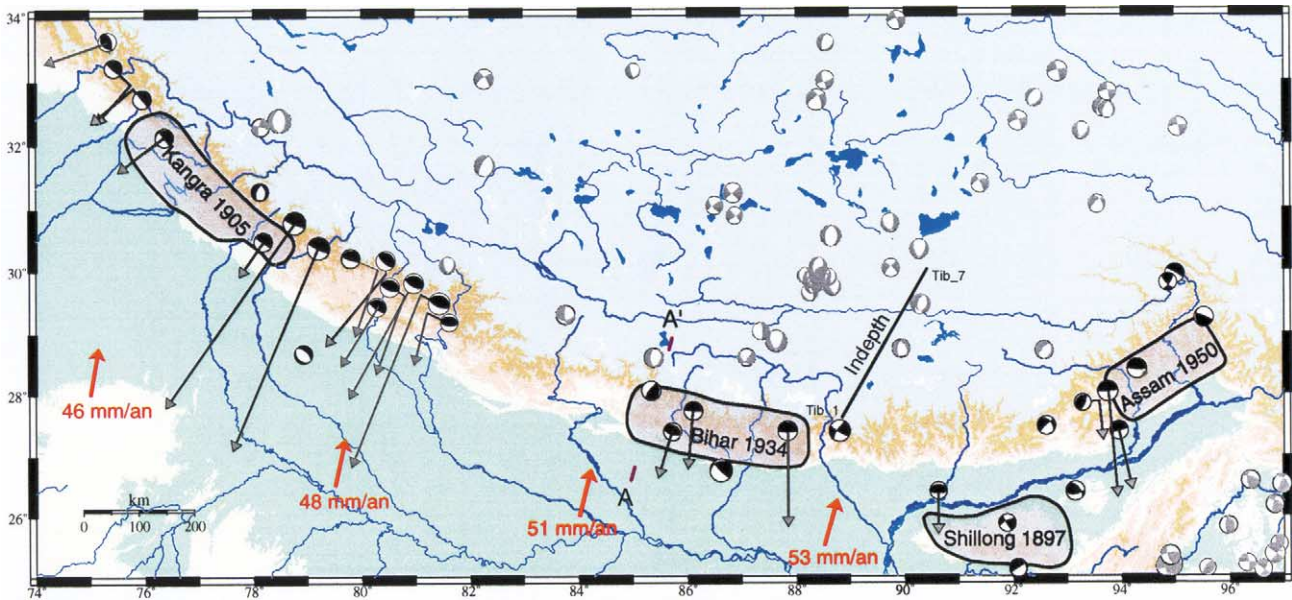 34°
32°
30°
28°
26°
Kangra 1905
Tib_7
Indepth
A'
Assam 1950
46 mm/an
Tib_1
Bihar 1934
A
48 mm/an
51 mm/an
53 mm/an
Shillong 1897
km
0 100 200
74° 76° 78° 80° 82° 84° 86° 88° 90° 92° 94° 96°